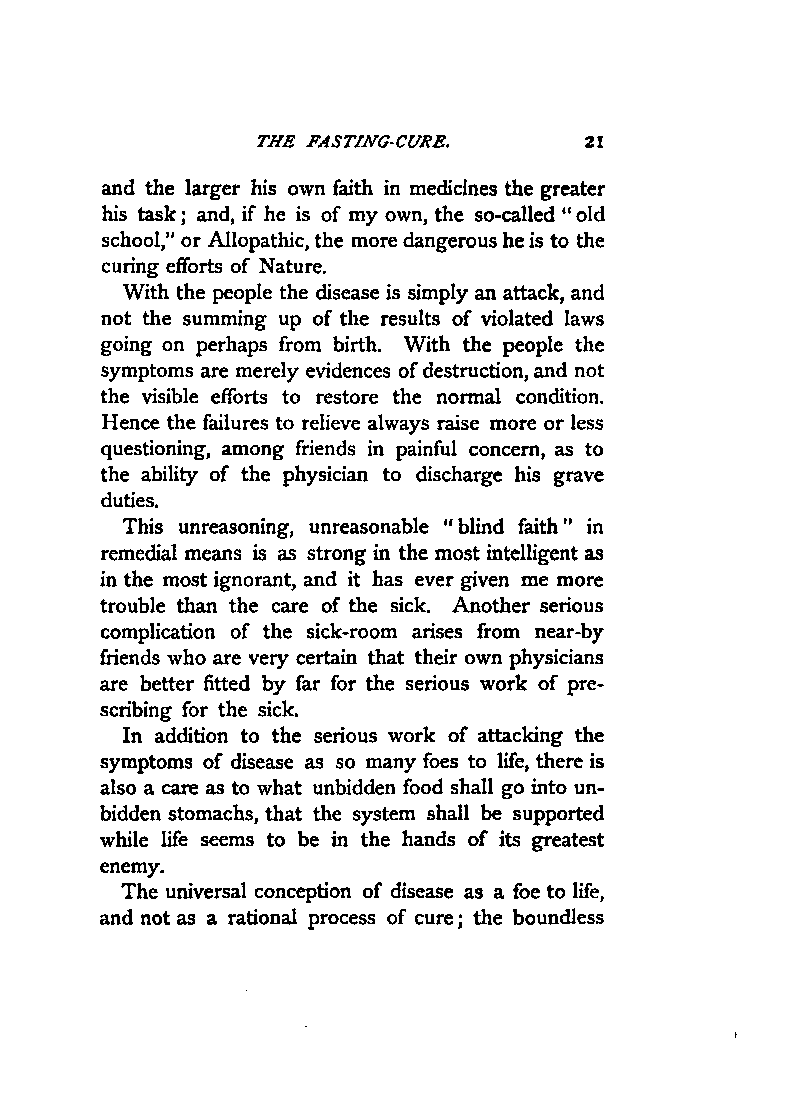 THE FASTING-CURE. 21
and the larger his own faith in medicines the greater
his task; and, if he is of my own, the so-called "old
school," or Allopathic, the more dangerous he is to the
curing efforts of Nature.
With the people the disease is simply an attack, and
not the summing up of the results of violated laws
going on perhaps from birth. With the people the
symptoms are merely evidences of destruction, and not
the visible efforts to restore the normal condition.
Hence the failures to relieve always raise more or less
questioning, among friends in painful concern, as to
the ability of the physician to discharge his grave
duties.
This unreasoning, unreasonable "blind faith" in
remedial means is as strong in the most intelligent as
in the most ignorant, and it has ever given me more
trouble than the care of the sick. Another serious
complication of the sick-room arises from near-by
friends who are very certain that their own physicians
are better fitted by far for the serious work of pre-
scribing for the sick.
In addition to the serious work of attacking the
symptoms of disease as so many foes to life, there is
also a care as to what unbidden food shall go into un-
bidden stomachs, that the system shall be supported
while life seems to be in the hands of its greatest
enemy.
The universal conception of disease as a foe to life,
and not as a rational process of cure; the boundless